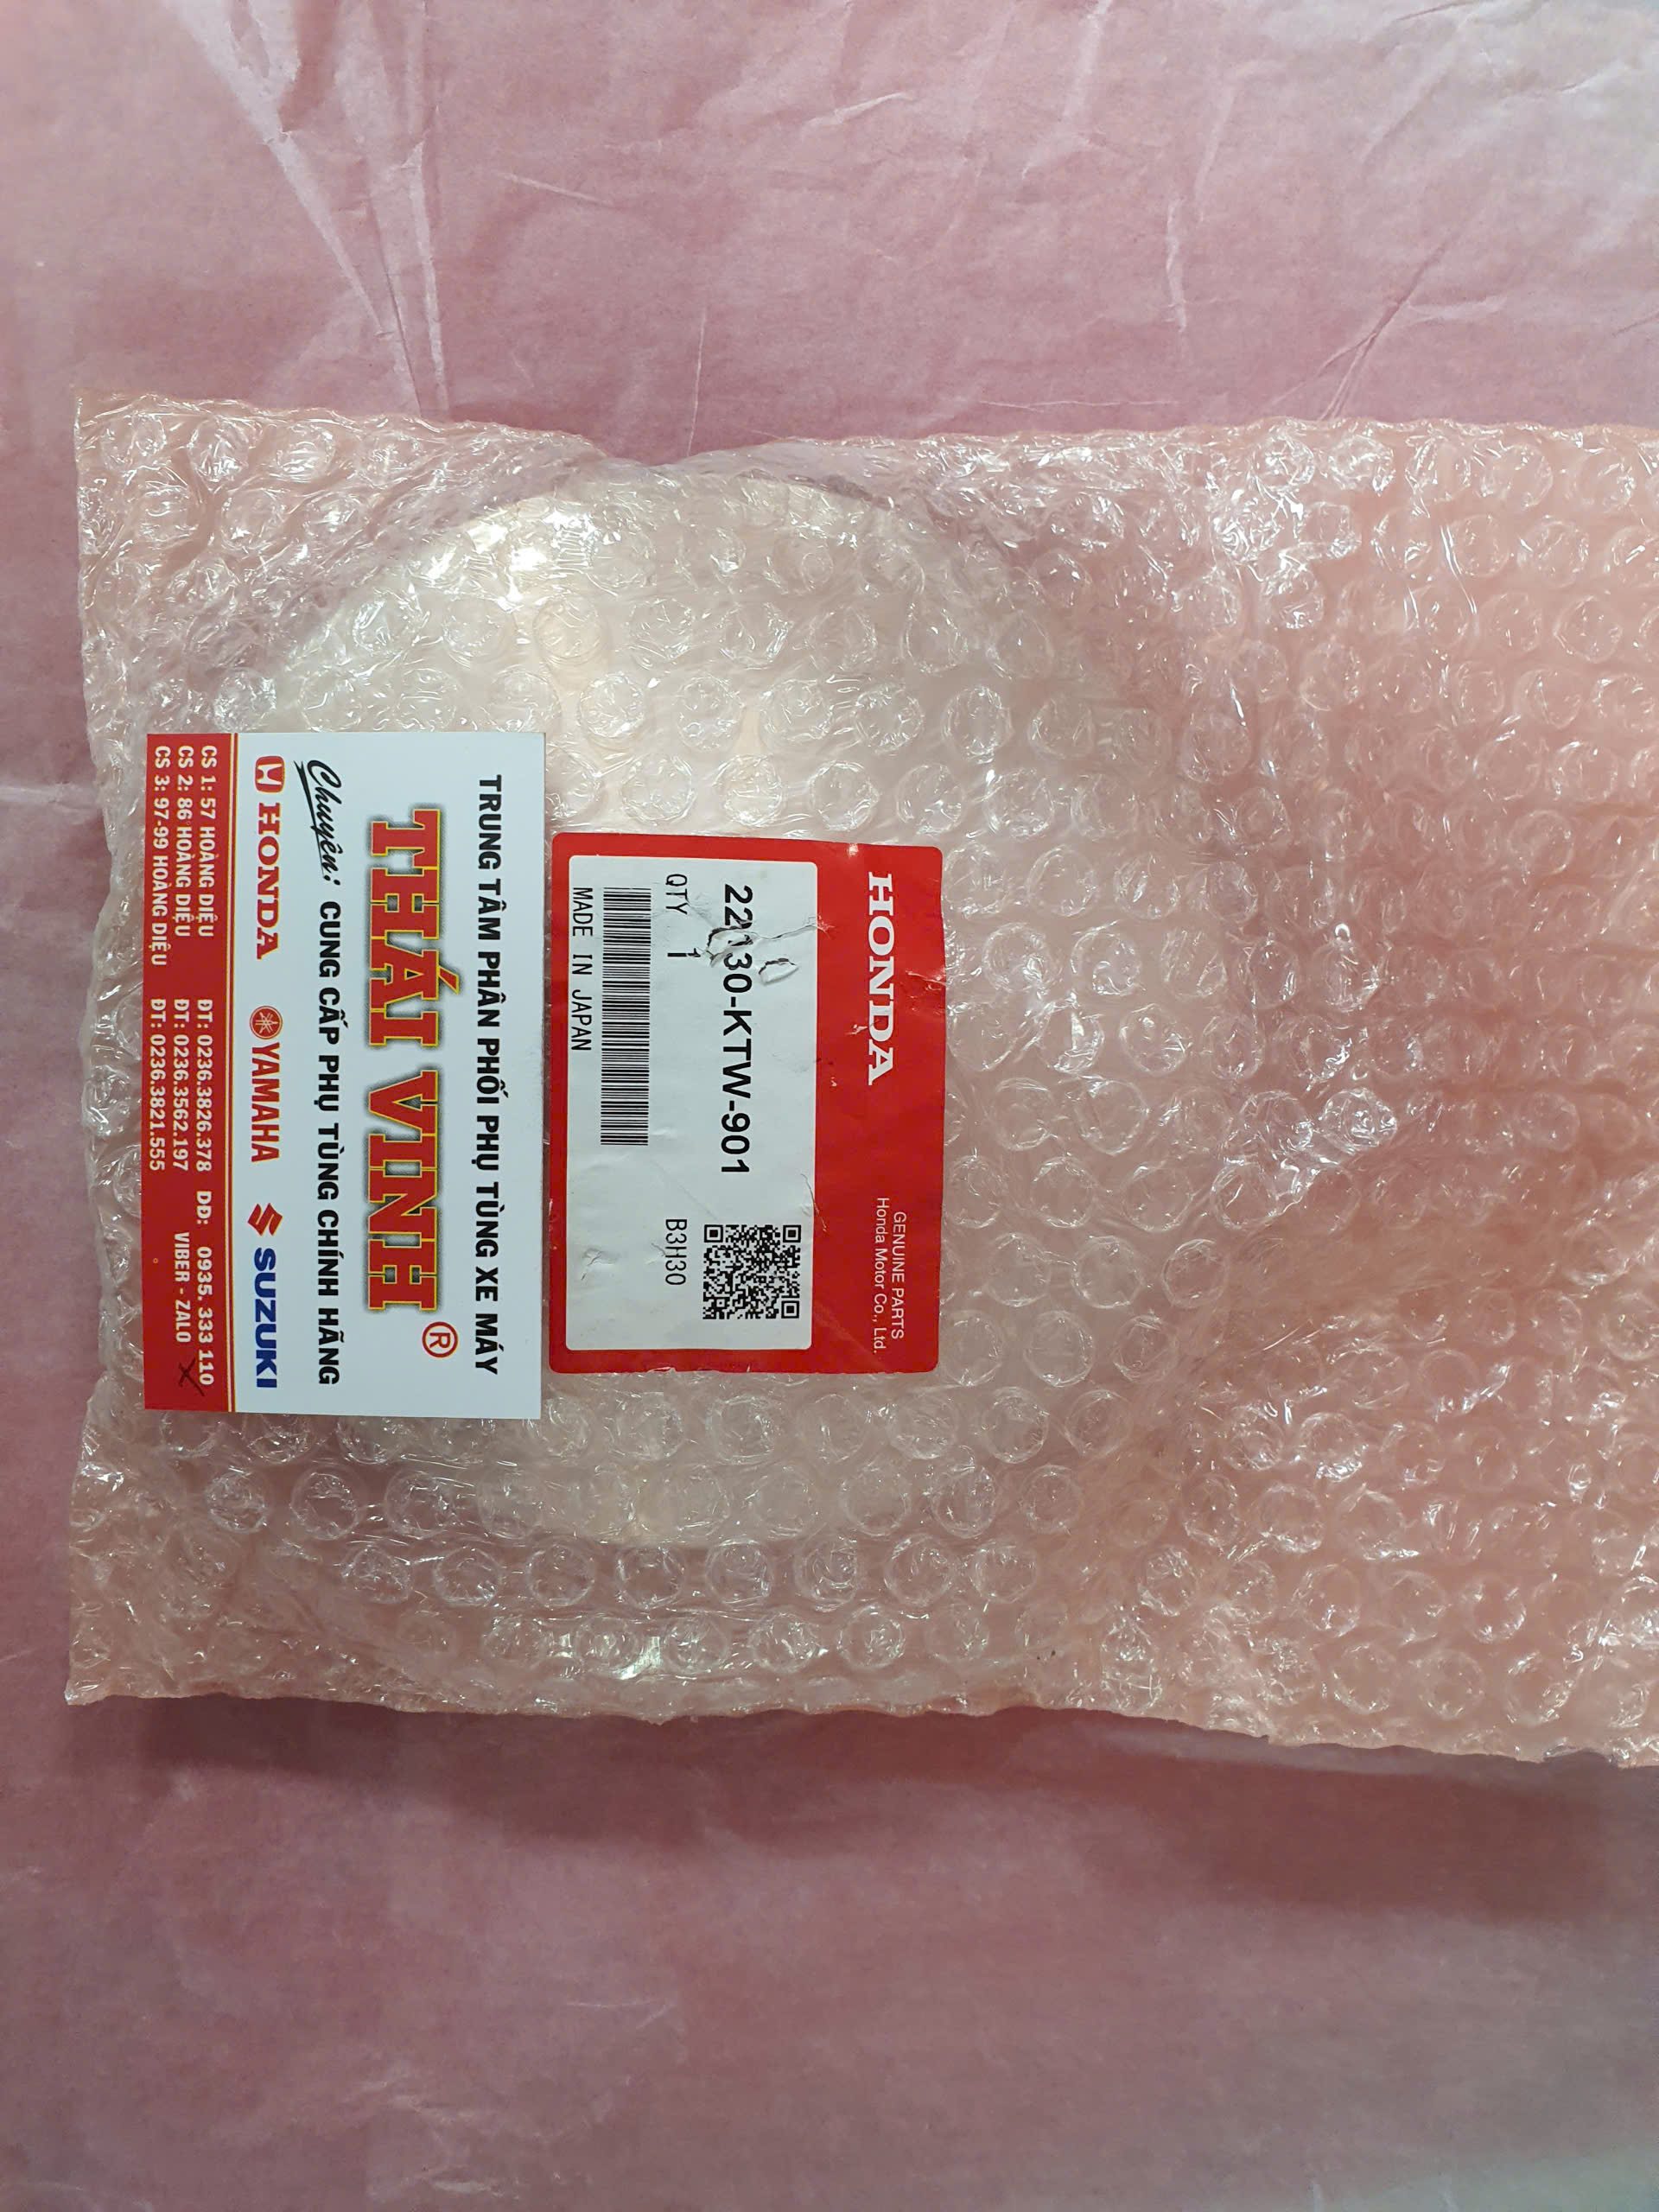 HONDA
GENUINE PARTS
Honda Motor Co., Ltd.
30-KTW-901
QTY 1
B3H30
MADE IN JAPAN
TRUNG TÂM PHÂN PHỐI PHỤ TÙNG XE MÁY
THÁI VINH®
Chuyên: CUNG CẤP PHỤ TÙNG CHÍNH HÃNG
HONDA YAMAHA SUZUKI
CS 1: 57 HOÀNG DIỆU ĐT: 0236.3826.378 DĐ: 0935. 333 110
CS 2: 86 HOÀNG DIỆU ĐT: 0236.3562.197 VIBER - ZALO
CS 3: 97-99 HOÀNG DIỆU ĐT: 0236.3821.555